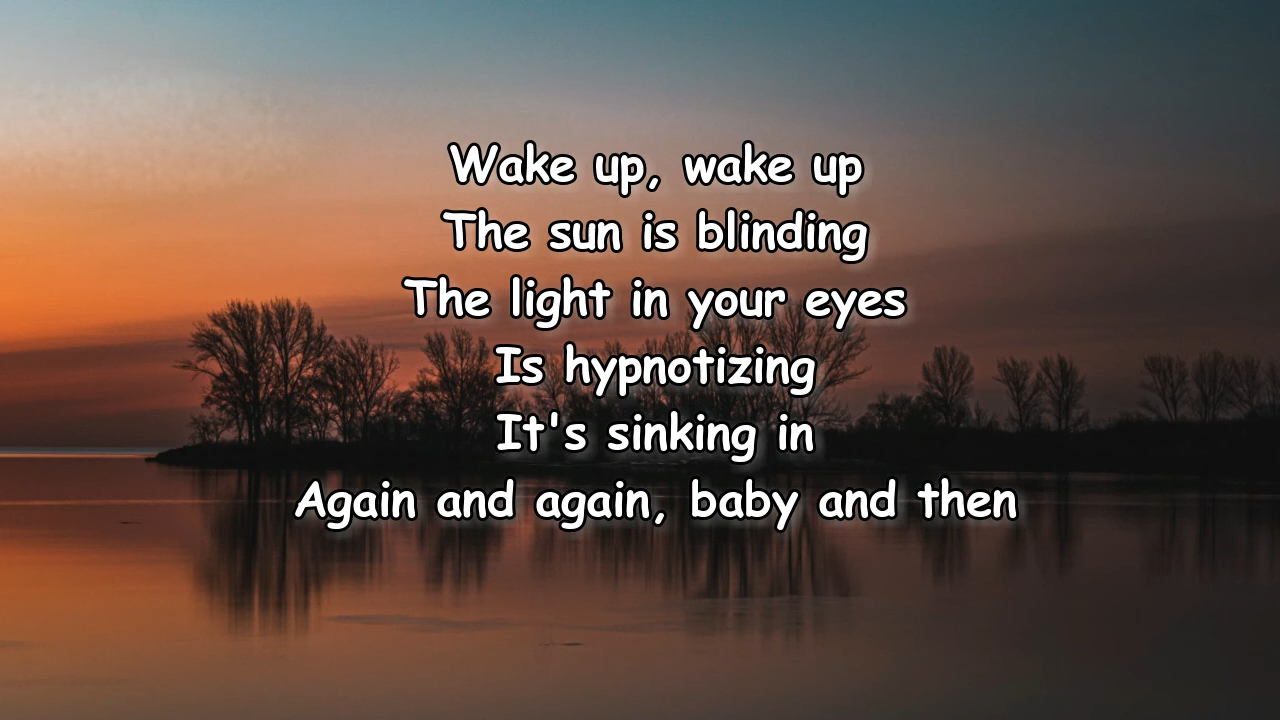 Wake up, wake up
The sun is blinding
The light in your eyes
Is hypnotizing
It's sinking in
Again and again, baby and then